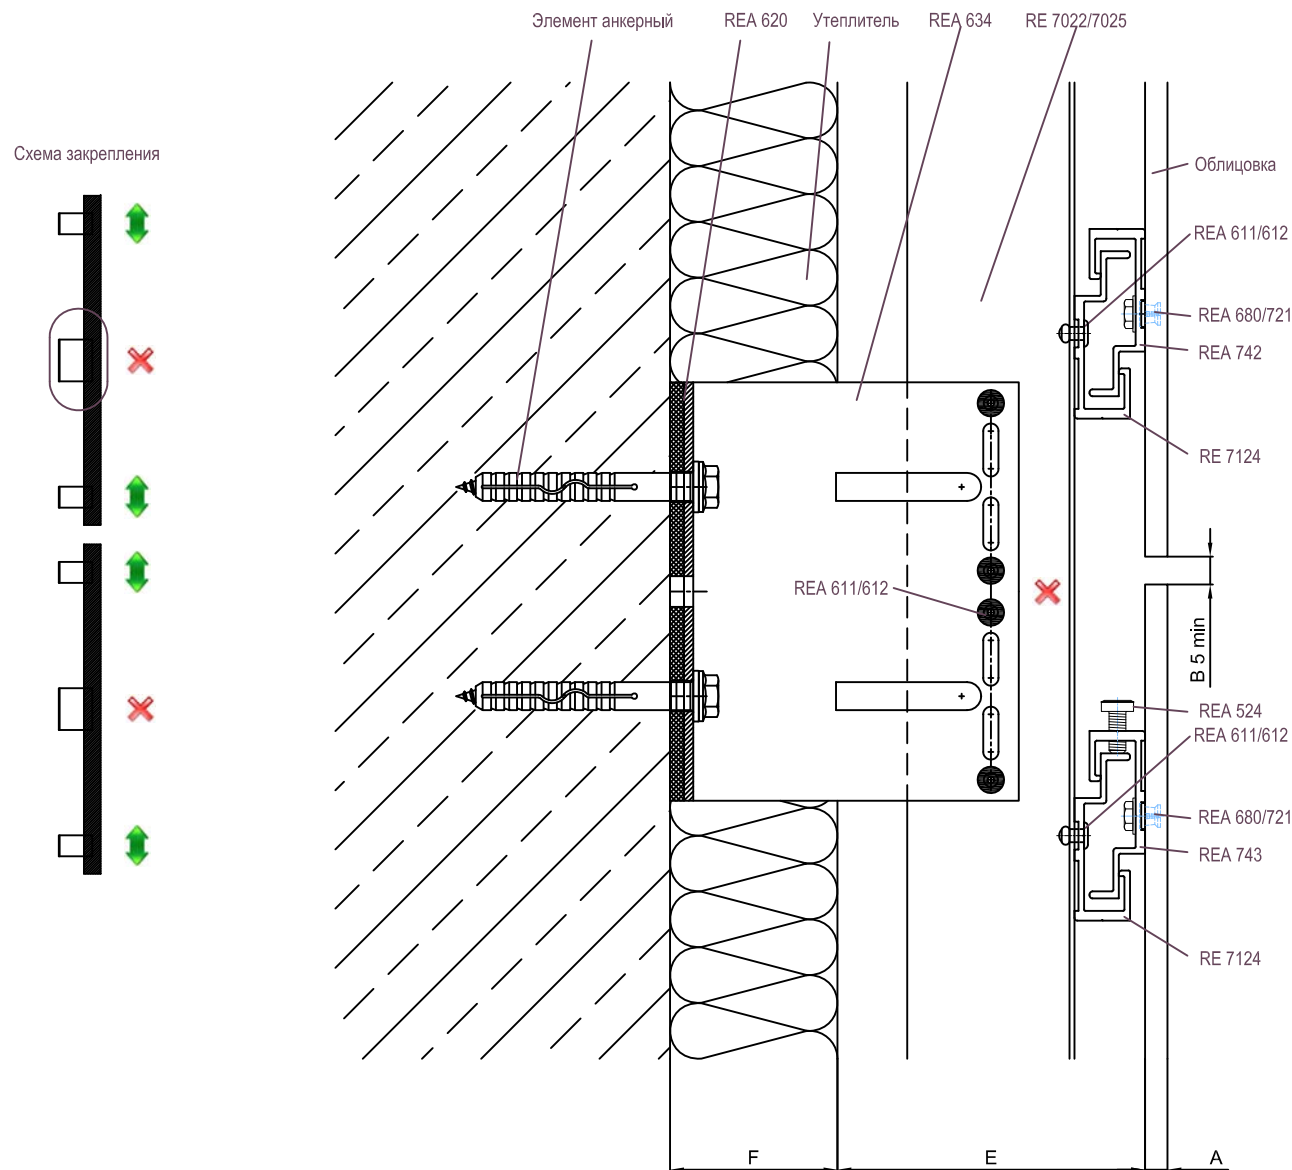 Элемент анкерный
REA 620
Утеплитель
REA 634
RE 7022/7025
Схема закрепления
Облицовка
REA 611/612
REA 680/721
REA 742
RE 7124
REA 611/612
B 5 min
REA 524
REA 611/612
REA 680/721
REA 743
RE 7124
F
E
A